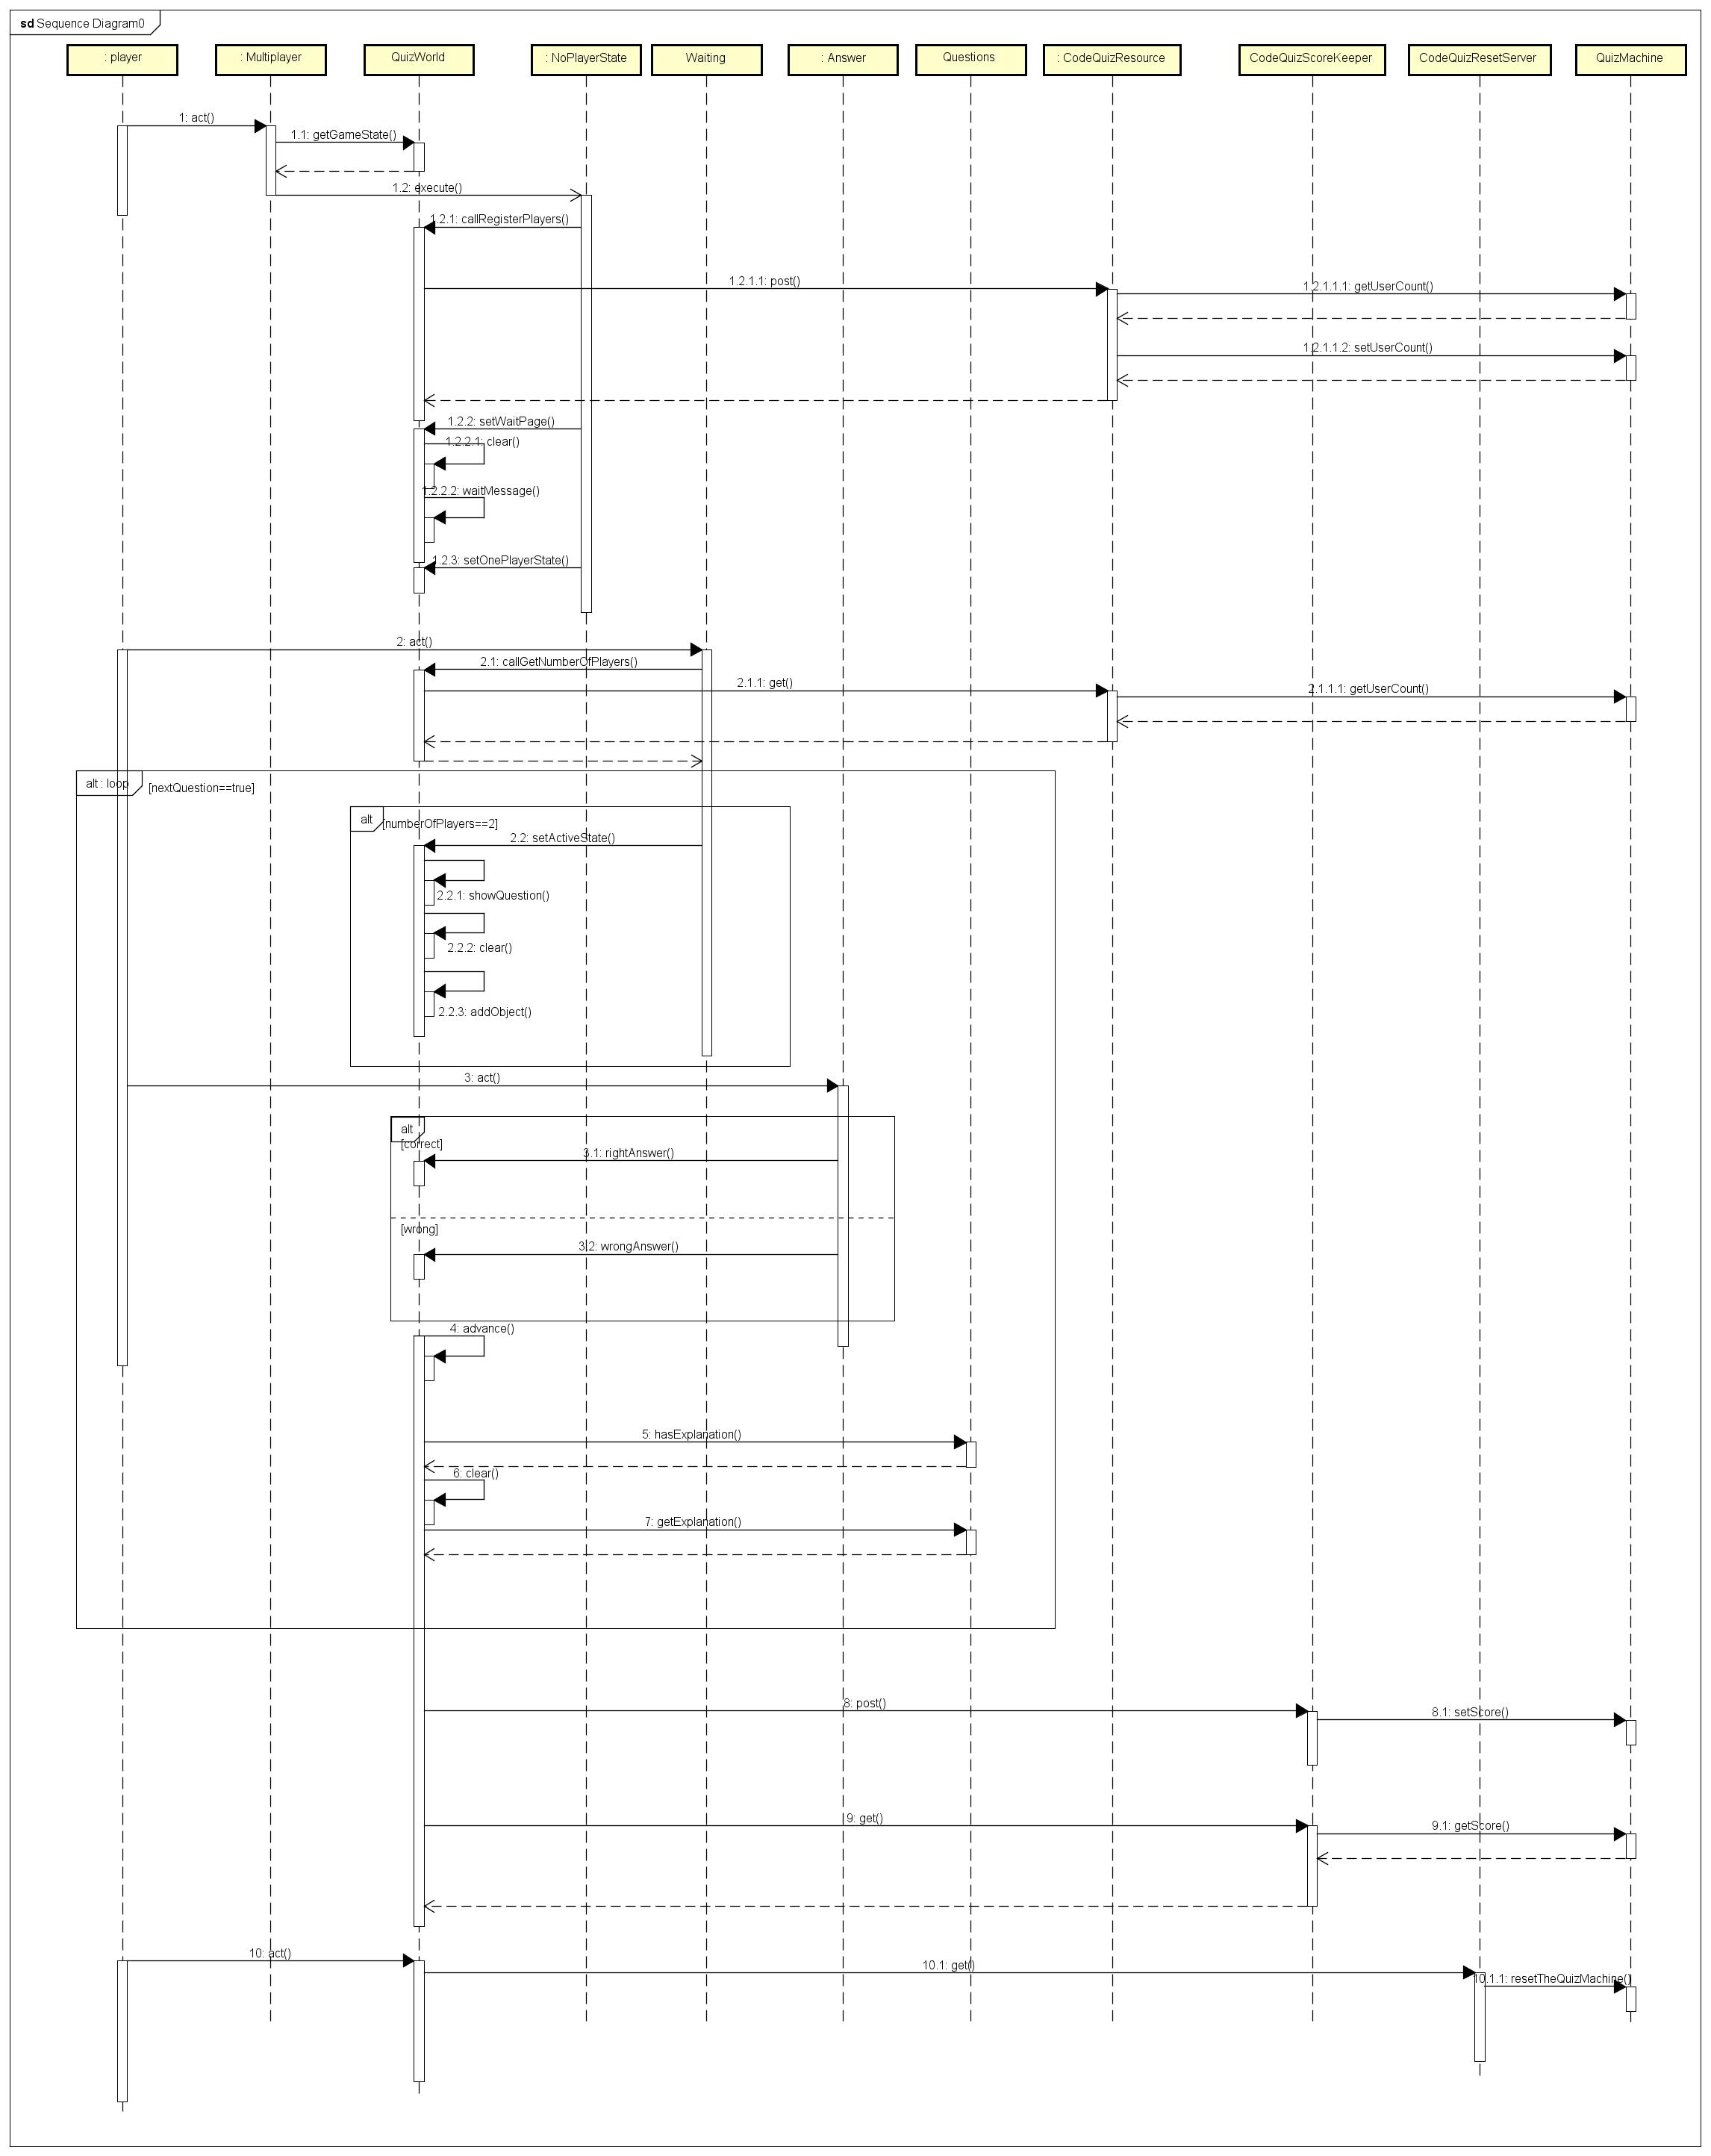 sd Sequence Diagram0
: player
: Multiplayer
QuizWorld
: NoPlayerState
Waiting
: Answer
Questions
: CodeQuizResource
CodeQuizScoreKeeper
CodeQuizResetServer
QuizMachine
1: act()
1.1: getGameState()
1.2: execute()
1.2.1: callRegisterPlayers()
1.2.1.1: post()
1.2.1.1.1: getUserCount()
1.2.1.1.2: setUserCount()
1.2.2: setWaitPage()
1.2.2.1: clear()
1.2.2.2: waitMessage()
1.2.3: setOnePlayerState()
2: act()
2.1: callGetNumberOfPlayers()
2.1.1: get()
2.1.1.1: getUserCount()
alt : loop
[nextQuestion==true]
alt
[numberOfPlayers==2]
2.2: setActiveState()
2.2.1: showQuestion()
2.2.2: clear()
2.2.3: addObject()
3: act()
alt
[correct]
3.1: rightAnswer()
[wrong]
3.2: wrongAnswer()
4: advance()
5: hasExplanation()
6: clear()
7: getExplanation()
8: post()
8.1: setScore()
9: get()
9.1: getScore()
10: act()
10.1: get()
10.1.1: resetTheQuizMachine()